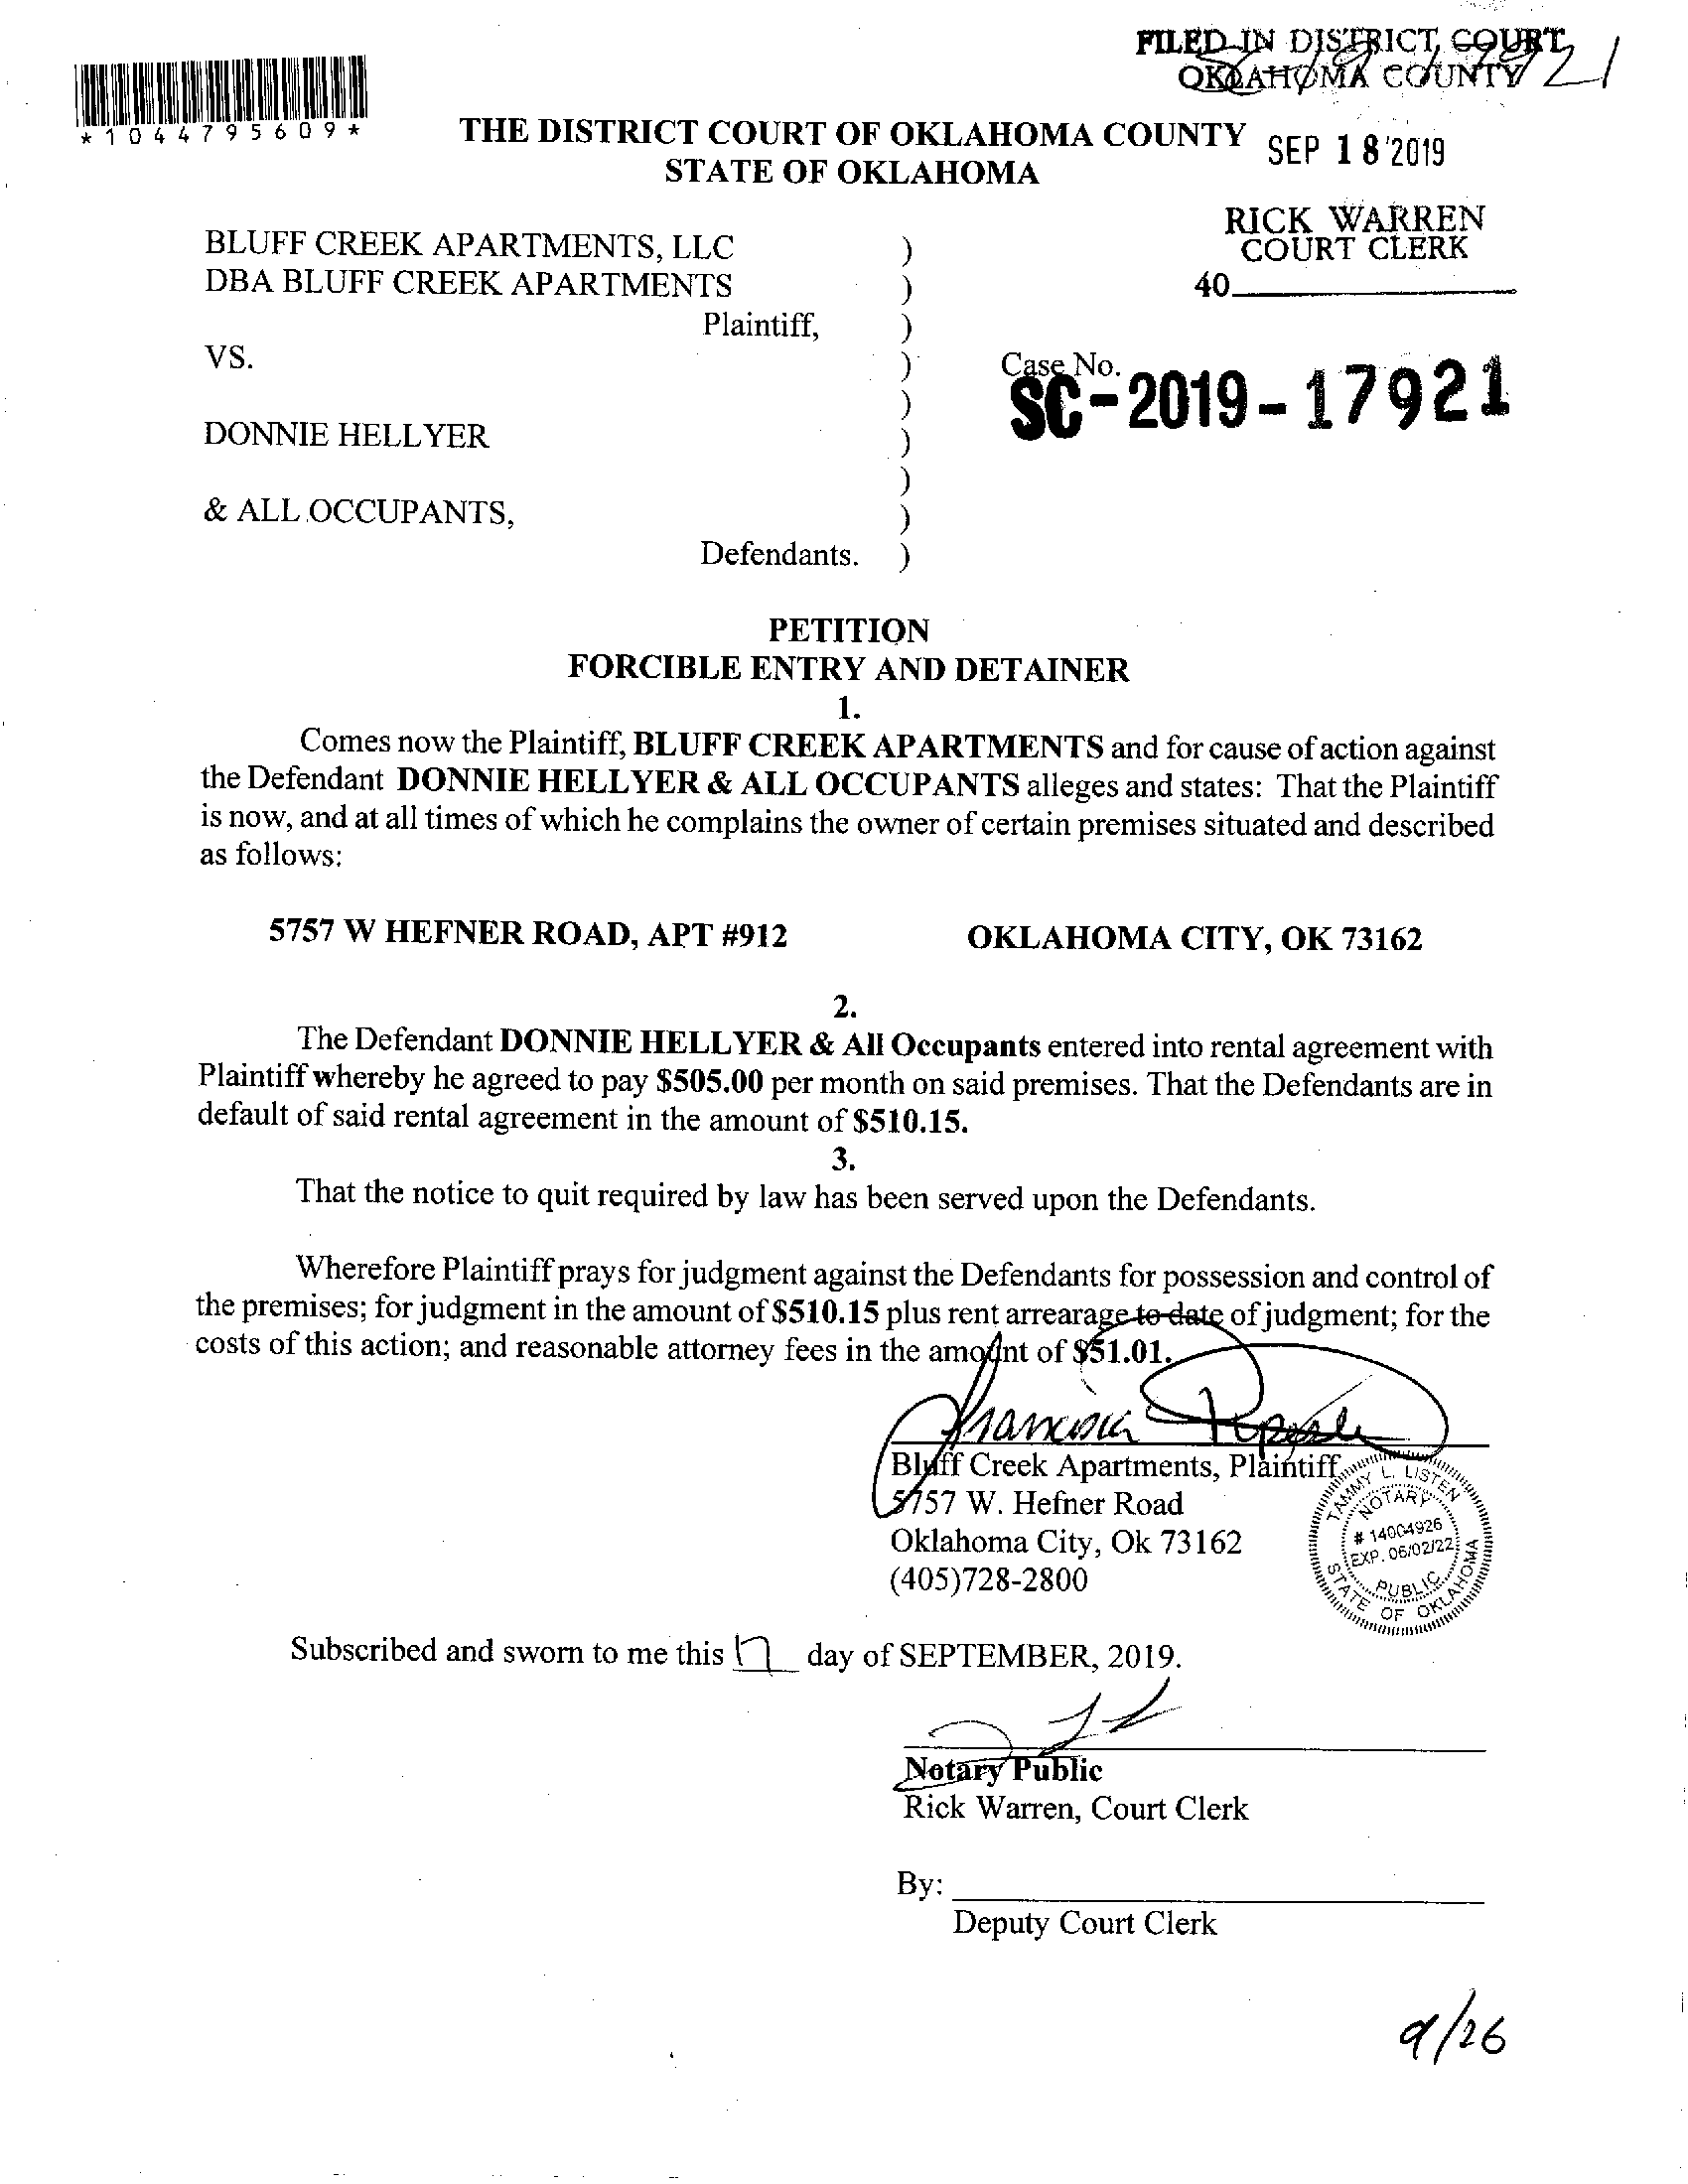 FILED IN DISTRICT COURT
OKLAHOMA COUNTY
*1044795609*
THE DISTRICT COURT OF OKLAHOMA COUNTY
STATE OF OKLAHOMA
SEP 18 2019
RICK WARREN
COURT CLERK
40
BLUFF CREEK APARTMENTS, LLC )
DBA BLUFF CREEK APARTMENTS )
Plaintiff, )
VS. )
Case No.
SC-2019-17921
)
DONNIE HELLYER )
)
& ALL OCCUPANTS, )
Defendants. )
PETITION
FORCIBLE ENTRY AND DETAINER
1.
Comes now the Plaintiff, BLUFF CREEK APARTMENTS and for cause of action against
the Defendant DONNIE HELLYER & ALL OCCUPANTS alleges and states: That the Plaintiff
is now, and at all times of which he complains the owner of certain premises situated and described
as follows:
5757 W HEFNER ROAD, APT #912 OKLAHOMA CITY, OK 73162
2.
The Defendant DONNIE HELLYER & All Occupants entered into rental agreement with
Plaintiff whereby he agreed to pay $505.00 per month on said premises. That the Defendants are in
default of said rental agreement in the amount of $510.15.
3.
That the notice to quit required by law has been served upon the Defendants.
Wherefore Plaintiff prays for judgment against the Defendants for possession and control of
the premises; for judgment in the amount of $510.15 plus rent arrearage to date of judgment; for the
costs of this action; and reasonable attorney fees in the amount of $51.01.
Bluff Creek Apartments, Plaintiff
5757 W. Hefner Road
Oklahoma City, Ok 73162
(405)728-2800
TAMMY L. LISTEN
NOTARY
# 14004926
EXP. 06/02/22
PUBLIC
STATE OF OKLAHOMA
Subscribed and sworn to me this 17 day of SEPTEMBER, 2019.
Notary Public
Rick Warren, Court Clerk
By:
Deputy Court Clerk
9/26